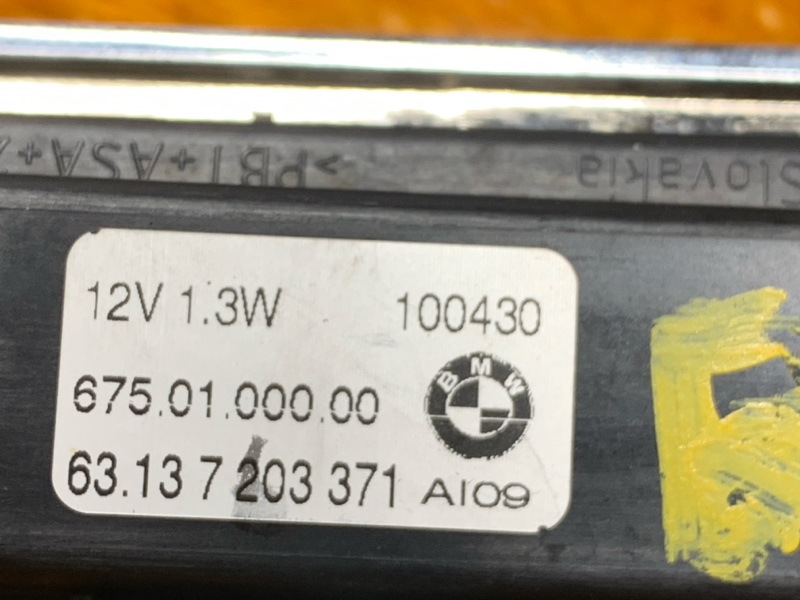 >PBT+ASA+
Slovakia
12V 1.3W 100430
675.01.000.00
BMW
63.13 7 203 371 AI09